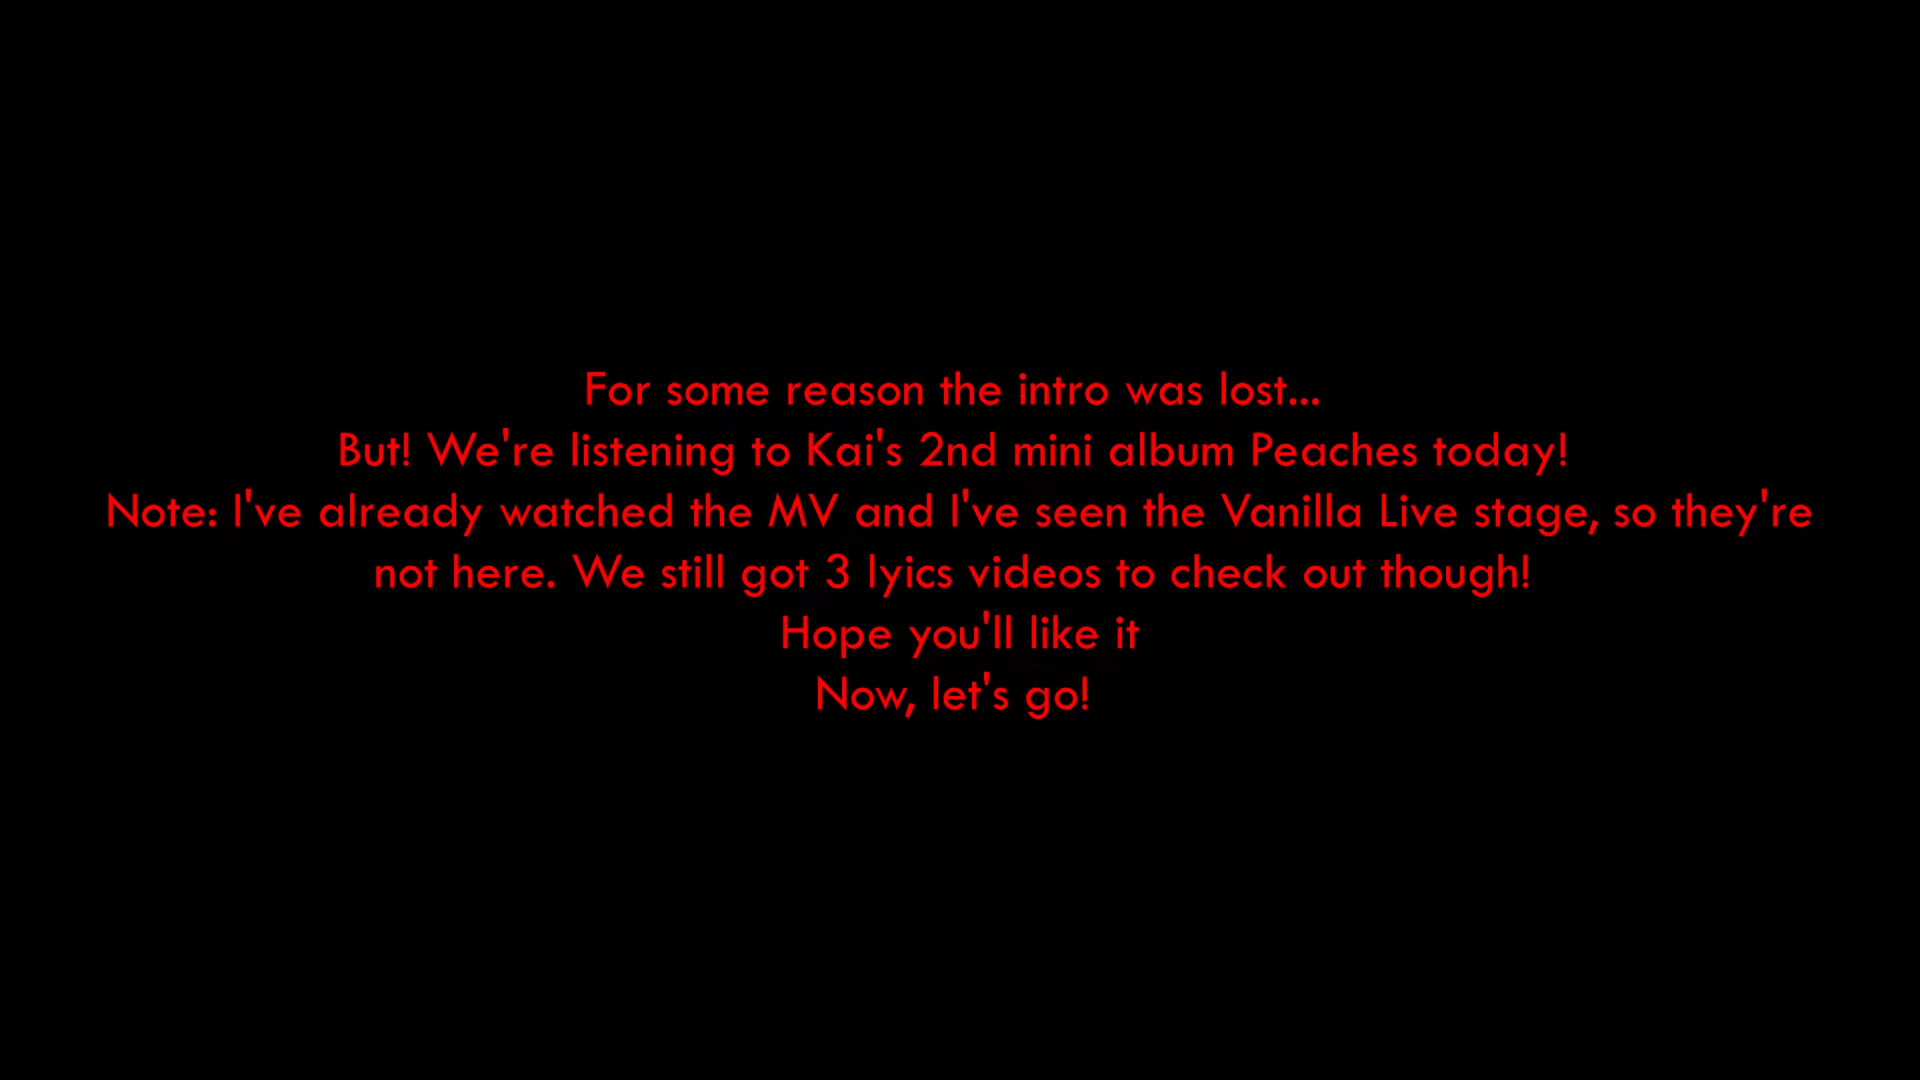 For some reason the intro was lost...
But! We're listening to Kai's 2nd mini album Peaches today!
Note: I've already watched the MV and I've seen the Vanilla Live stage, so they're
not here. We still got 3 lyics videos to check out though!
Hope you'll like it
Now, let's go!